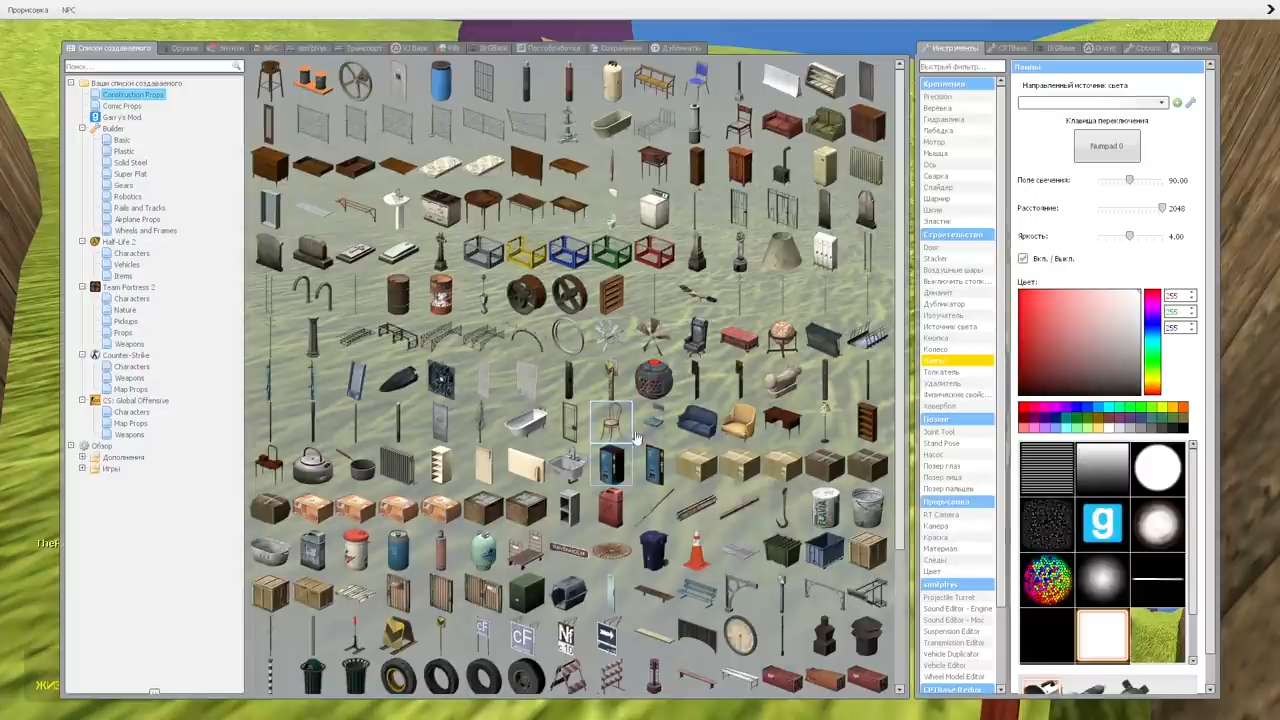 Прорисовка NPC
Списки создаваемого Оружие NPC simfphys Транспорт Постобработка Сохранения Дубликаты
Инструменты Options Утилиты
Поиск...
Ваши списки создаваемого
Construction Props
Comic Props
Garry's Mod
Builder
Basic
Plastic
Solid Steel
Super Flat
Gears
Robotics
Rails and Tracks
Airplane Props
Wheels and Frames
Half-Life 2
Characters
Vehicles
Items
Team Fortress 2
Characters
Nature
Pickups
Props
Weapons
Counter-Strike
Characters
Weapons
Map Props
CS: Global Offensive
Characters
Map Props
Weapons
Обзор
Дополнения
Игры
Быстрый фильтр...
Крепления
Precision
Верёвка
Гидравлика
Лебёдка
Мотор
Мышца
Ось
Сварка
Слайдер
Шарнир
Шкив
Эластик
Строительство
Door
Stacker
Воздушные шары
Выключить столк...
Динамит
Дубликатор
Излучатель
Источник света
Кнопка
Колесо
Лампы
Толкатель
Удалитель
Физические свойс...
Ховербол
Позинг
Joint Tool
Stand Pose
Насос
Позер глаз
Позер лица
Позер пальцев
Прорисовка
RT Camera
Камера
Краска
Материал
Следы
Цвет
simfphys
Projectile Turret
Sound Editor - Engine
Sound Editor - Misc
Suspension Editor
Transmission Editor
Vehicle Duplicator
Vehicle Editor
Wheel Model Editor
CPTBase Redux
Лампы
Направленный источник света
Клавиша переключения
Numpad 0
Поле свечения: 90.00
Расстояние: 2048
Яркость: 4.00
Вкл. / Выкл.
Цвет:
255
255
255
g
cF
cF